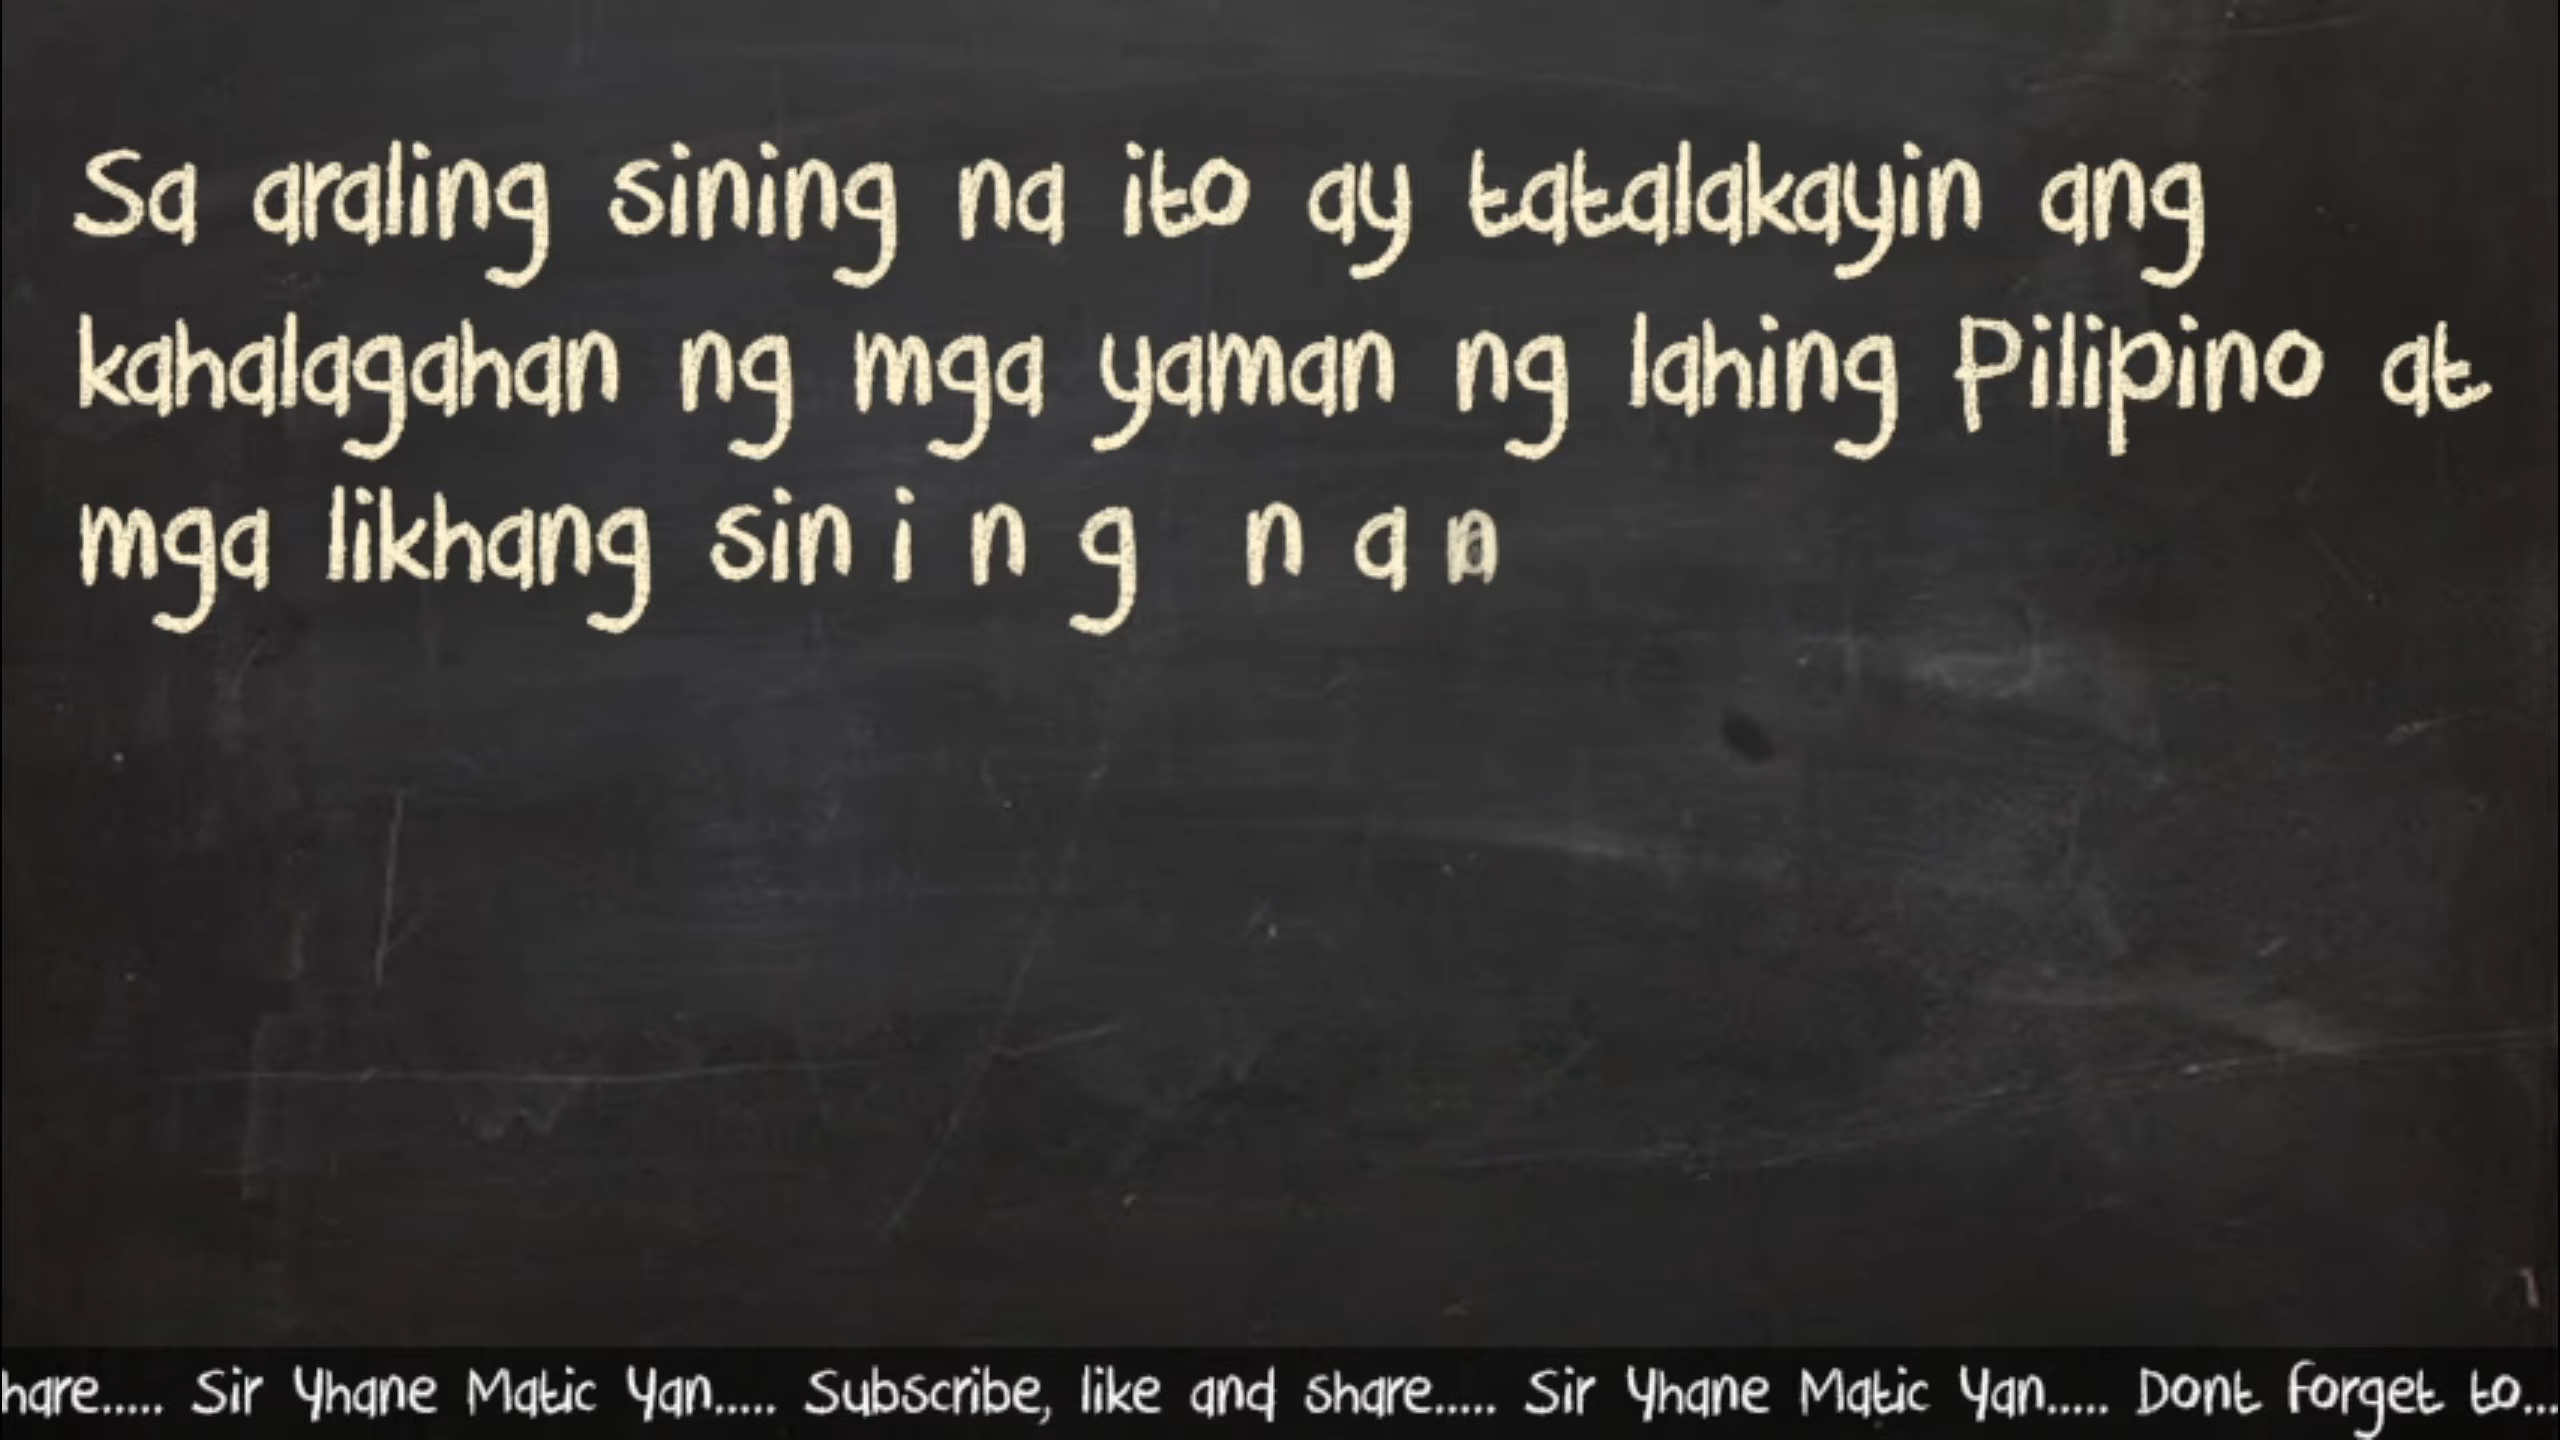 Sa araling sining na ito ay tatalakayin ang
kahalagahan ng mga yaman ng lahing Pilipino at
mga likhang sining na
hare..... Sir Yhane Matic Yan..... Subscribe, like and share..... Sir Yhane Matic Yan..... Dont forget to...